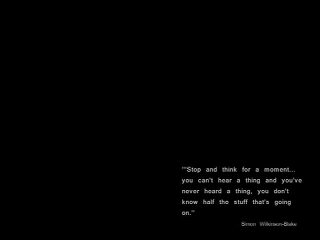 "'Stop and think for a moment...
you can't hear a thing and you've
never heard a thing, you don't
know half the stuff that's going
on."
Simon Wilkinson-Blake